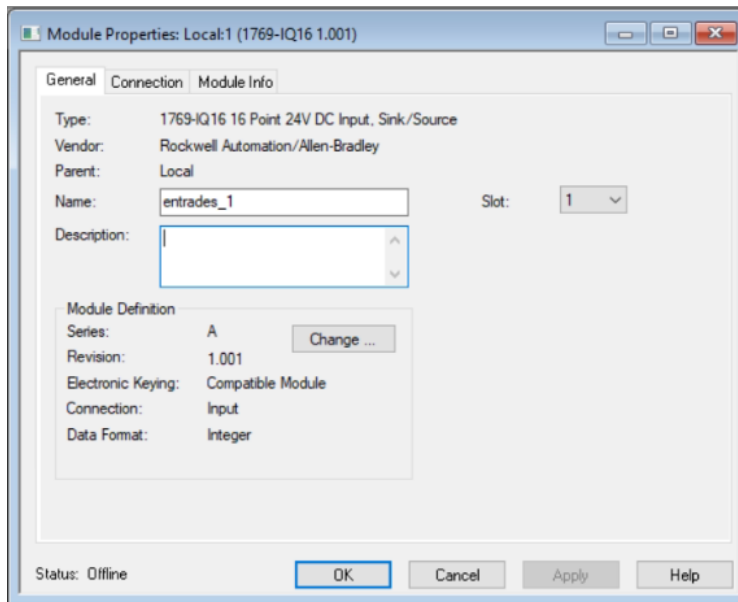 Module Properties: Local:1 (1769-IQ16 1.001)
General Connection Module Info
Type: 1769-IQ16 16 Point 24V DC Input, Sink/Source
Vendor: Rockwell Automation/Allen-Bradley
Parent: Local
Name: entrades_1 Slot: 1
Description:
Module Definition
Series: A Change ...
Revision: 1.001
Electronic Keying: Compatible Module
Connection: Input
Data Format: Integer
Status: Offline OK Cancel Apply Help